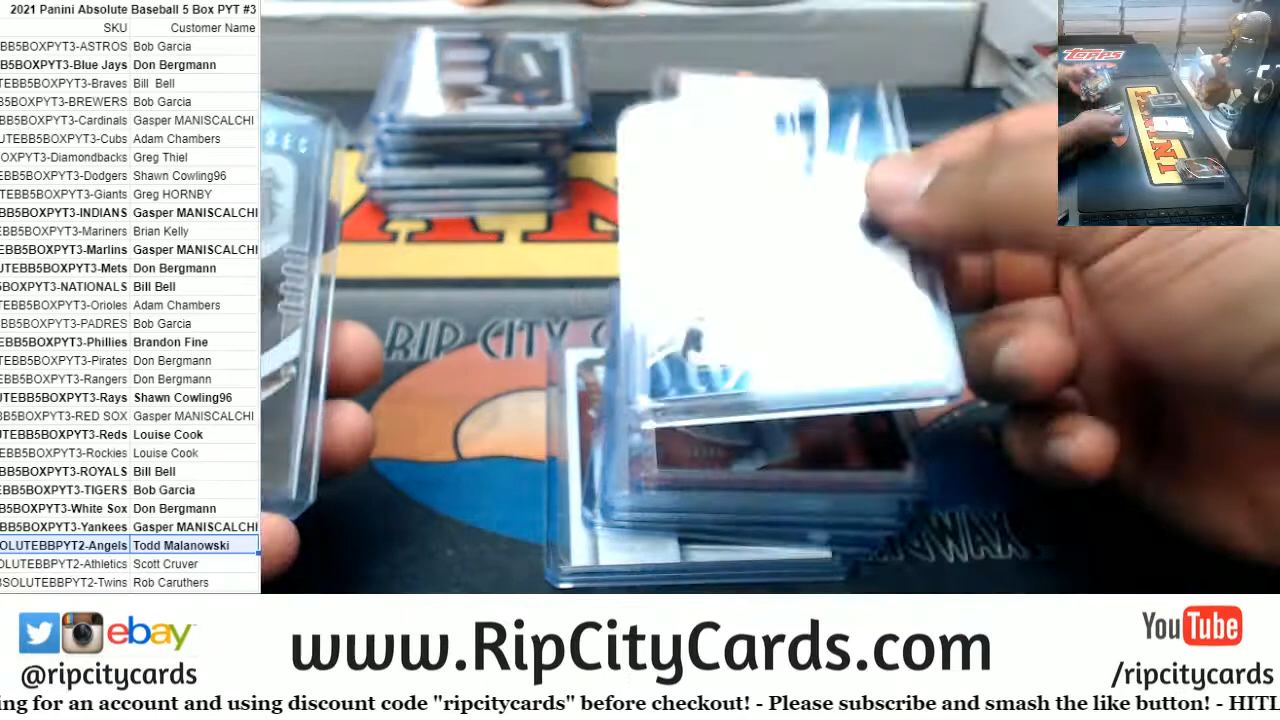 2021 Panini Absolute Baseball 5 Box PYT #3
SKU Customer Name
EBB5BOXPYT3-ASTROS Bob Garcia
BB5BOXPYT3-Blue Jays Don Bergmann
TEBB5BOXPYT3-Braves Bill Bell
B5BOXPYT3-BREWERS Bob Garcia
BB5BOXPYT3-Cardinals Gasper MANISCALCHI
UTEBB5BOXPYT3-Cubs Adam Chambers
OXPYT3-Diamondbacks Greg Thiel
EBB5BOXPYT3-Dodgers Shawn Cowling96
TEBB5BOXPYT3-Giants Greg HORNBY
BB5BOXPYT3-INDIANS Gasper MANISCALCHI
BB5BOXPYT3-Mariners Brian Kelly
EBB5BOXPYT3-Marlins Gasper MANISCALCHI
UTEBB5BOXPYT3-Mets Don Bergmann
5BOXPYT3-NATIONALS Bill Bell
TEBB5BOXPYT3-Orioles Adam Chambers
EBB5BOXPYT3-PADRES Bob Garcia
EBB5BOXPYT3-Phillies Brandon Fine
TEBB5BOXPYT3-Pirates Don Bergmann
EBB5BOXPYT3-Rangers Don Bergmann
UTEBB5BOXPYT3-Rays Shawn Cowling96
BB5BOXPYT3-RED SOX Gasper MANISCALCHI
UTEBB5BOXPYT3-Reds Louise Cook
EBB5BOXPYT3-Rockies Louise Cook
EBB5BOXPYT3-ROYALS Bill Bell
EBB5BOXPYT3-TIGERS Bob Garcia
BB5BOXPYT3-White Sox Don Bergmann
EBB5BOXPYT3-Yankees Gasper MANISCALCHI
OLUTEBBPYT2-Angels Todd Malanowski
OLUTEBBPYT2-Athletics Scott Cruver
BSOLUTEBBPYT2-Twins Rob Caruthers
topps
PANINI
RIP CITY
ebay
@ripcitycards
www.RipCityCards.com
YouTube
/ripcitycards
ing for an account and using discount code "ripcitycards" before checkout! - Please subscribe and smash the like button! - HITL